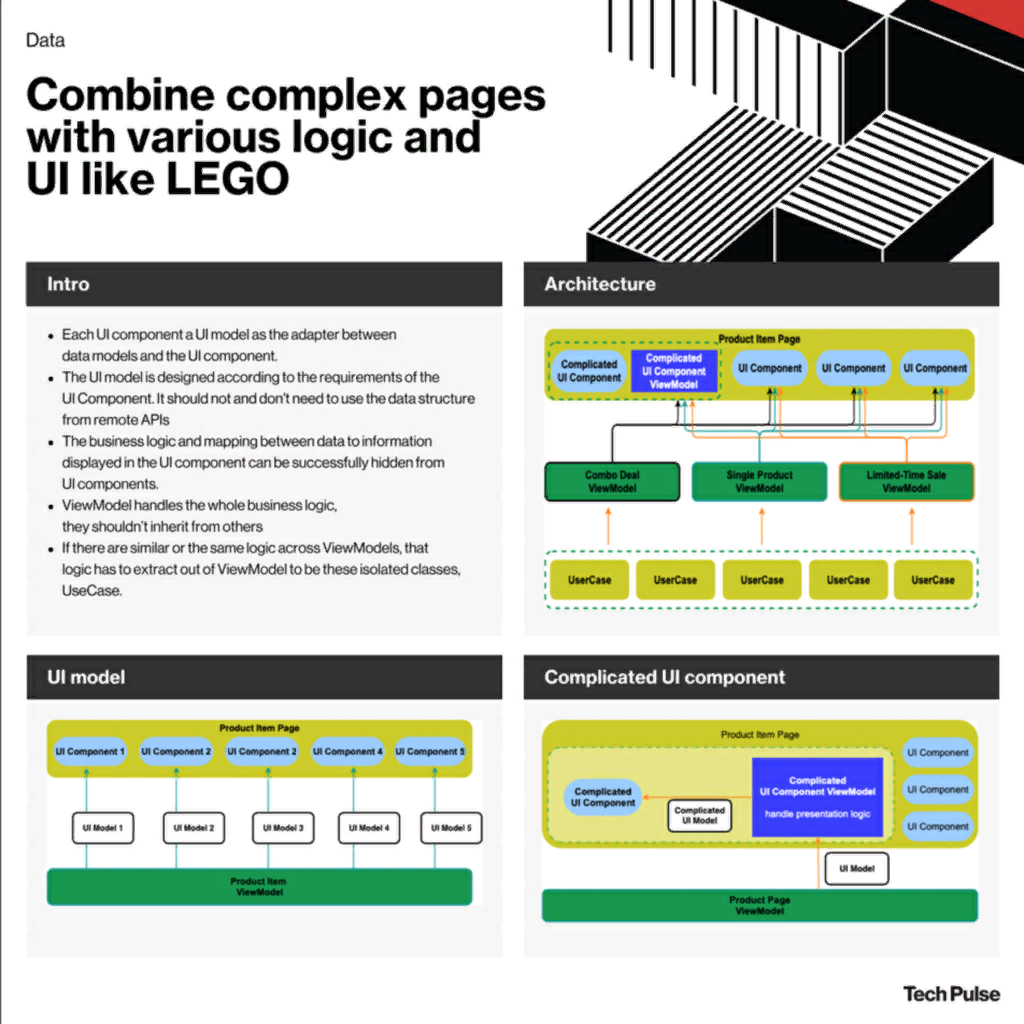 Data
Combine complex pages
with various logic and
UI like LEGO
Intro
• Each UI component a UI model as the adapter between
data models and the UI component.
• The UI model is designed according to the requirements of the
UI Component. It should not and don't need to use the data structure
from remote APIs
• The business logic and mapping between data to information
displayed in the UI component can be successfully hidden from
UI components.
• ViewModel handles the whole business logic,
they shouldn't inherit from others
• If there are similar or the same logic across ViewModels, that
logic has to extract out of ViewModel to be these isolated classes,
UseCase.
Architecture
Product Item Page
Complicated
UI Component
Complicated
UI Component
ViewModel
UI Component
UI Component
UI Component
Combo Deal
ViewModel
Single Product
ViewModel
Limited-Time Sale
ViewModel
UserCase
UserCase
UserCase
UserCase
UserCase
UI model
Product Item Page
UI Component 1
UI Component 2
UI Component 2
UI Component 4
UI Component 5
UI Model 1
UI Model 2
UI Model 3
UI Model 4
UI Model 5
Product Item
ViewModel
Complicated UI component
Product Item Page
Complicated
UI Component
Complicated
UI Model
Complicated
UI Component ViewModel
handle presentation logic
UI Component
UI Component
UI Component
UI Model
Product Page
ViewModel
Tech Pulse